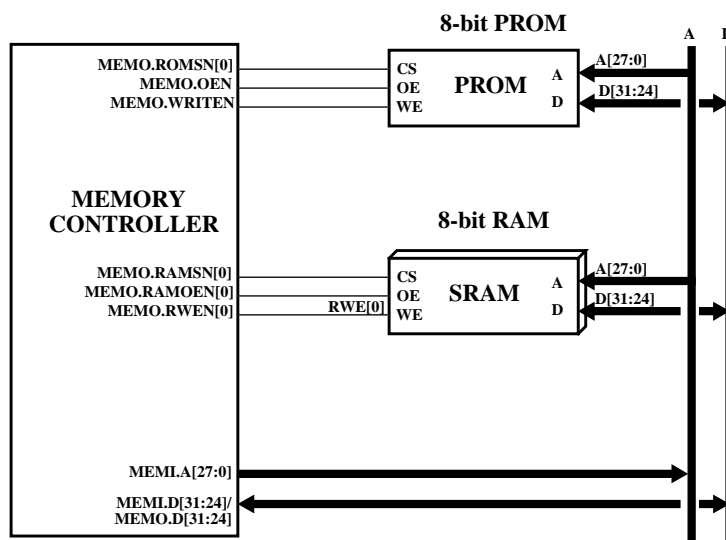 8-bit PROM
A
MEMO.ROMSN[0]
MEMO.OEN
MEMO.WRITEN
CS
OE
WE
PROM
A
D
A[27:0]
D[31:24]
MEMORY
CONTROLLER
8-bit RAM
MEMO.RAMSN[0]
MEMO.RAMOEN[0]
MEMO.RWEN[0]
RWE[0]
CS
OE
WE
SRAM
A
D
A[27:0]
D[31:24]
MEMI.A[27:0]
MEMI.D[31:24]/
MEMO.D[31:24]